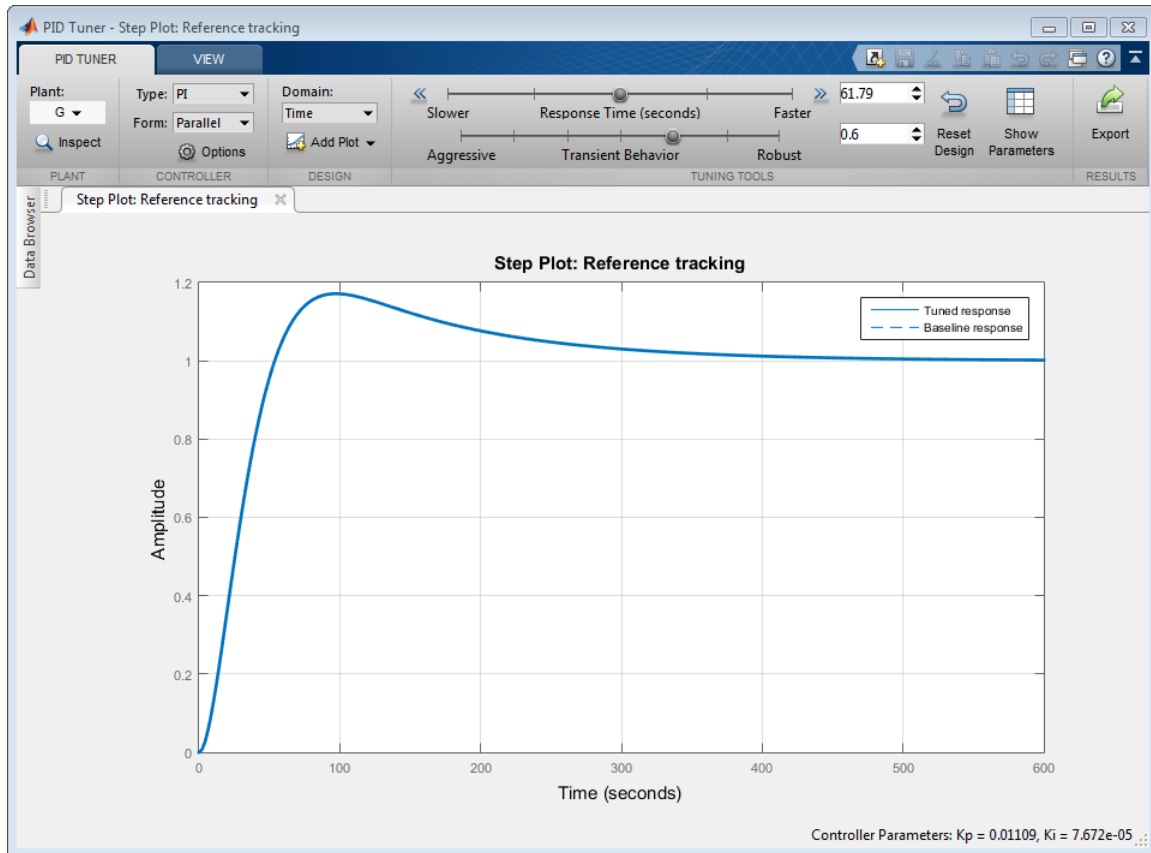 PID Tuner - Step Plot: Reference tracking
PID TUNER
VIEW
Plant:
G
Inspect
PLANT
Type: PI
Form: Parallel
Options
CONTROLLER
Domain:
Time
Add Plot
DESIGN
Slower Response Time (seconds) Faster
61.79
Aggressive Transient Behavior Robust
0.6
Reset
Design
Show
Parameters
TUNING TOOLS
Export
RESULTS
Data Browser
Step Plot: Reference tracking
Step Plot: Reference tracking
Tuned response
Baseline response
Amplitude
1.2
1
0.8
0.6
0.4
0.2
0
0 100 200 300 400 500 600
Time (seconds)
Controller Parameters: Kp = 0.01109, Ki = 7.672e-05